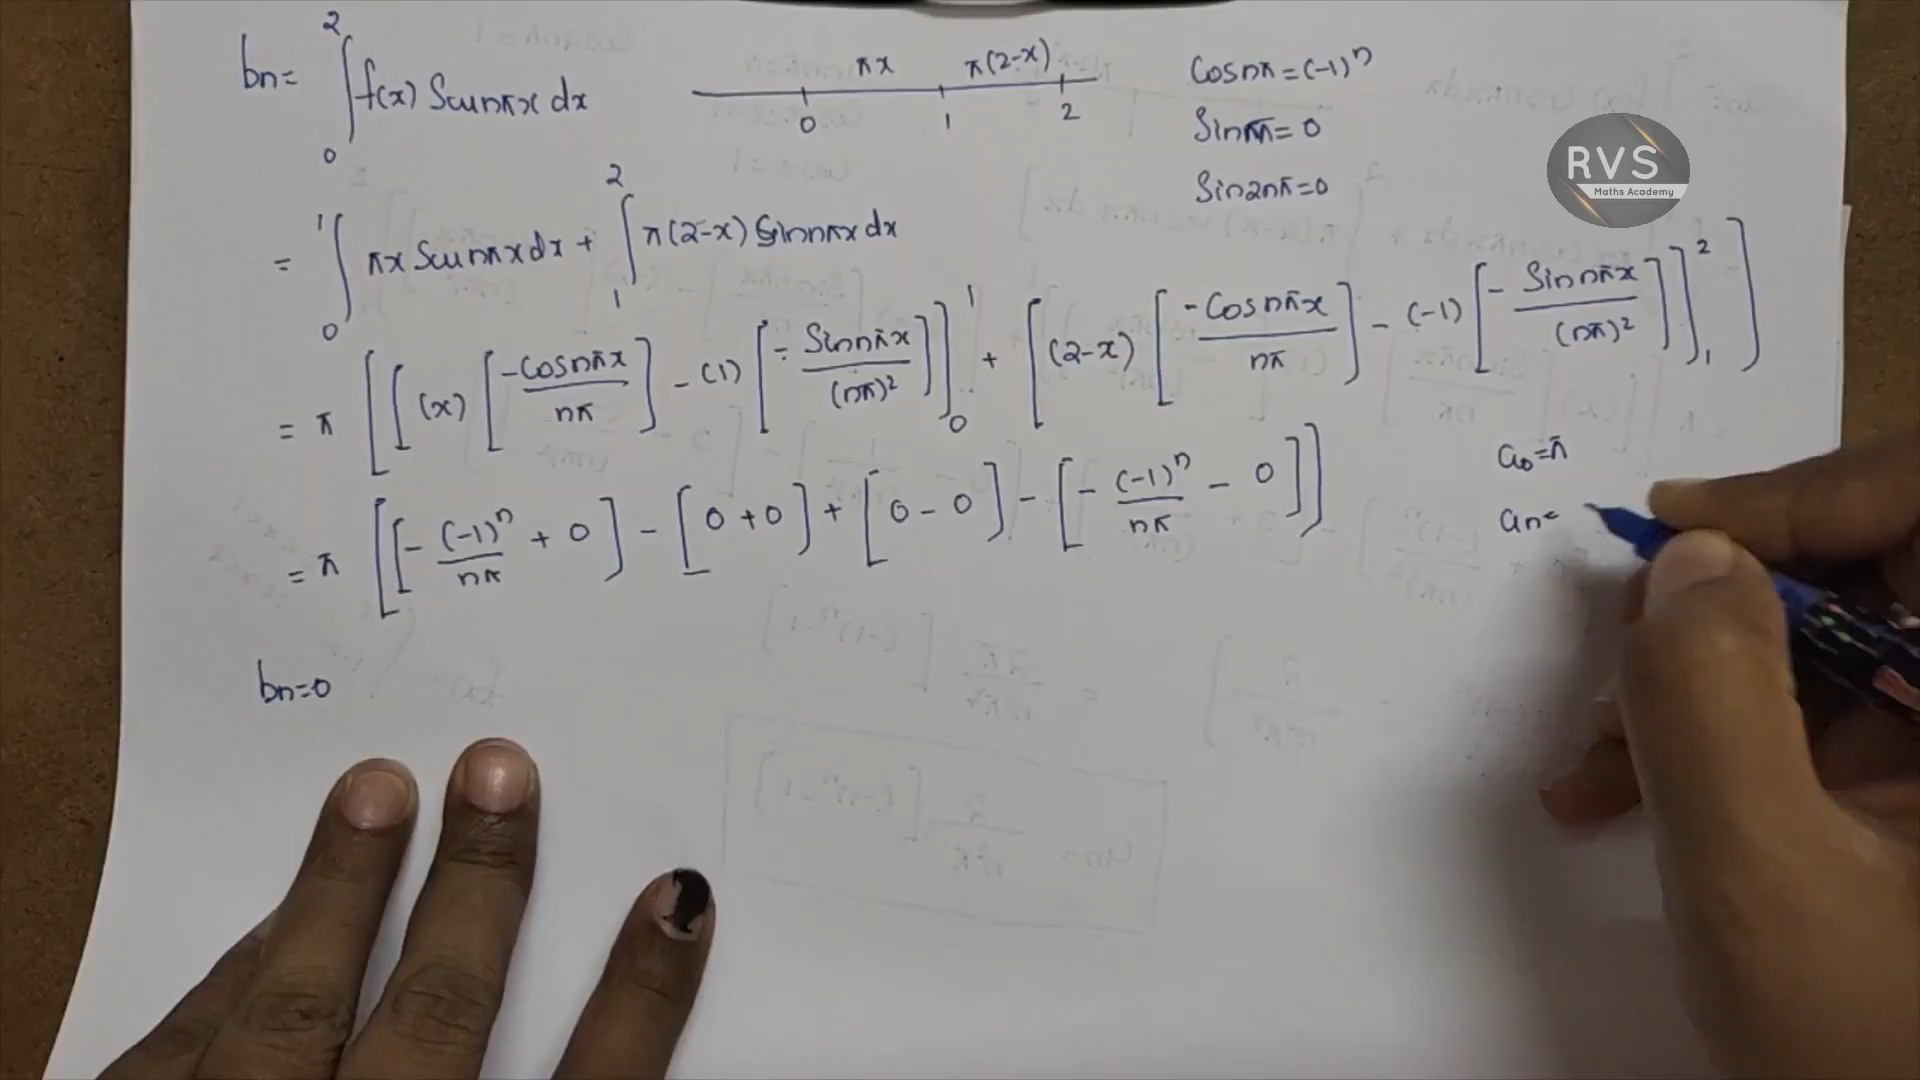 bn = ∫₀² f(x) Sin nπx dx
πx π(2-x)
0 1 2
Cos nπ = (-1)ⁿ
Sin nπ = 0
Sin 2nπ = 0
RVS
Maths Academy
= ∫₀¹ πx Sin nπx dx + ∫₁² π(2-x) Sin nπx dx
= π [[(x) [-Cos nπx / nπ] - (1) [- Sin nπx / (nπ)²]]₀¹ + [(2-x) [-Cos nπx / nπ] - (-1) [- Sin nπx / (nπ)²]]₁²]
= π [[- (-1)ⁿ / nπ + 0] - [0 + 0] + [0 - 0] - [- (-1)ⁿ / nπ - 0]]
a₀ = π
an =
bn = 0